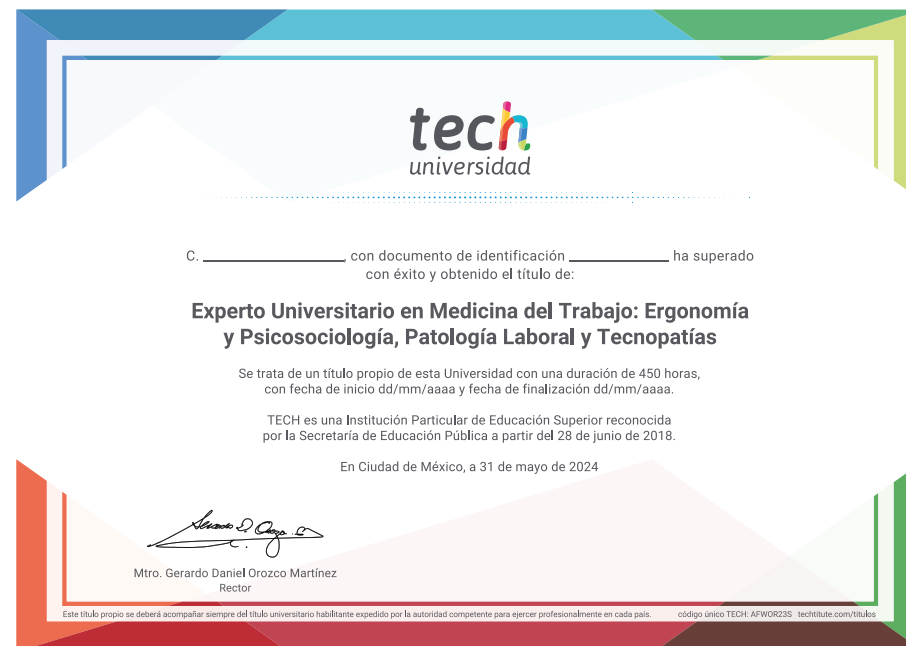 tech
universidad
C. ____________, con documento de identificación ____________ ha superado
con éxito y obtenido el título de:
Experto Universitario en Medicina del Trabajo: Ergonomía
y Psicosociología, Patología Laboral y Tecnopatías
Se trata de un título propio de esta Universidad con una duración de 450 horas,
con fecha de inicio dd/mm/aaaa y fecha de finalización dd/mm/aaaa.
TECH es una Institución Particular de Educación Superior reconocida
por la Secretaría de Educación Pública a partir del 28 de junio de 2018.
En Ciudad de México, a 31 de mayo de 2024
Mtro. Gerardo Daniel Orozco Martínez
Rector
Este título propio se deberá acompañar siempre del título universitario habilitante expedido por la autoridad competente para ejercer profesionalmente en cada país. código único TECH: AFWOR23S techtitute.com/titulos